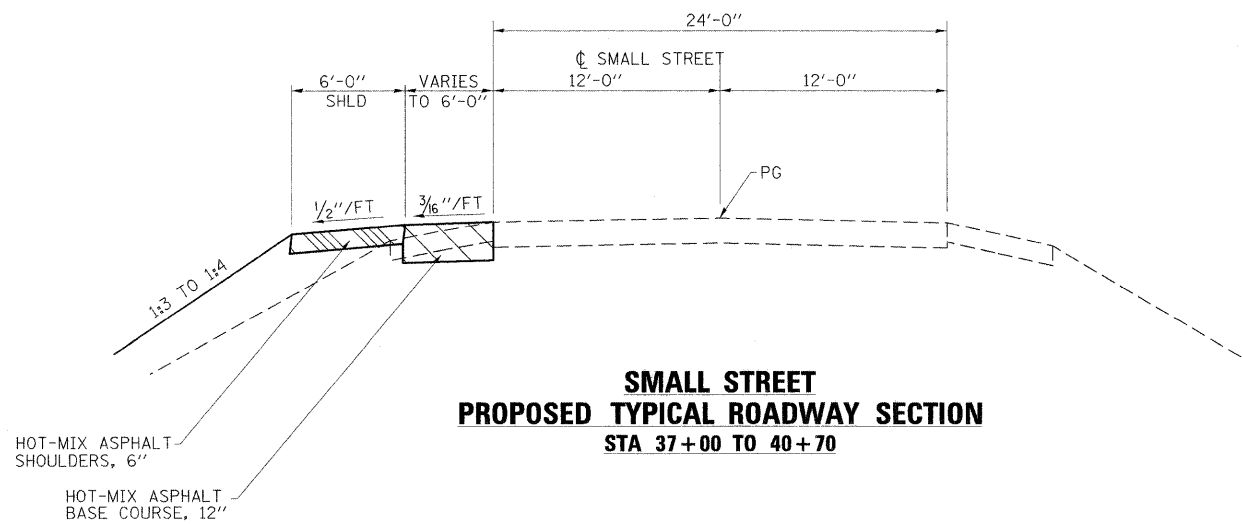 24'-0"
℄ SMALL STREET
6'-0"
SHLD
VARIES
TO 6'-0"
12'-0"
12'-0"
PG
1/2"/FT
3/16"/FT
1:3 TO 1:4
SMALL STREET
PROPOSED TYPICAL ROADWAY SECTION
STA 37+00 TO 40+70
HOT-MIX ASPHALT
SHOULDERS, 6"
HOT-MIX ASPHALT
BASE COURSE, 12"